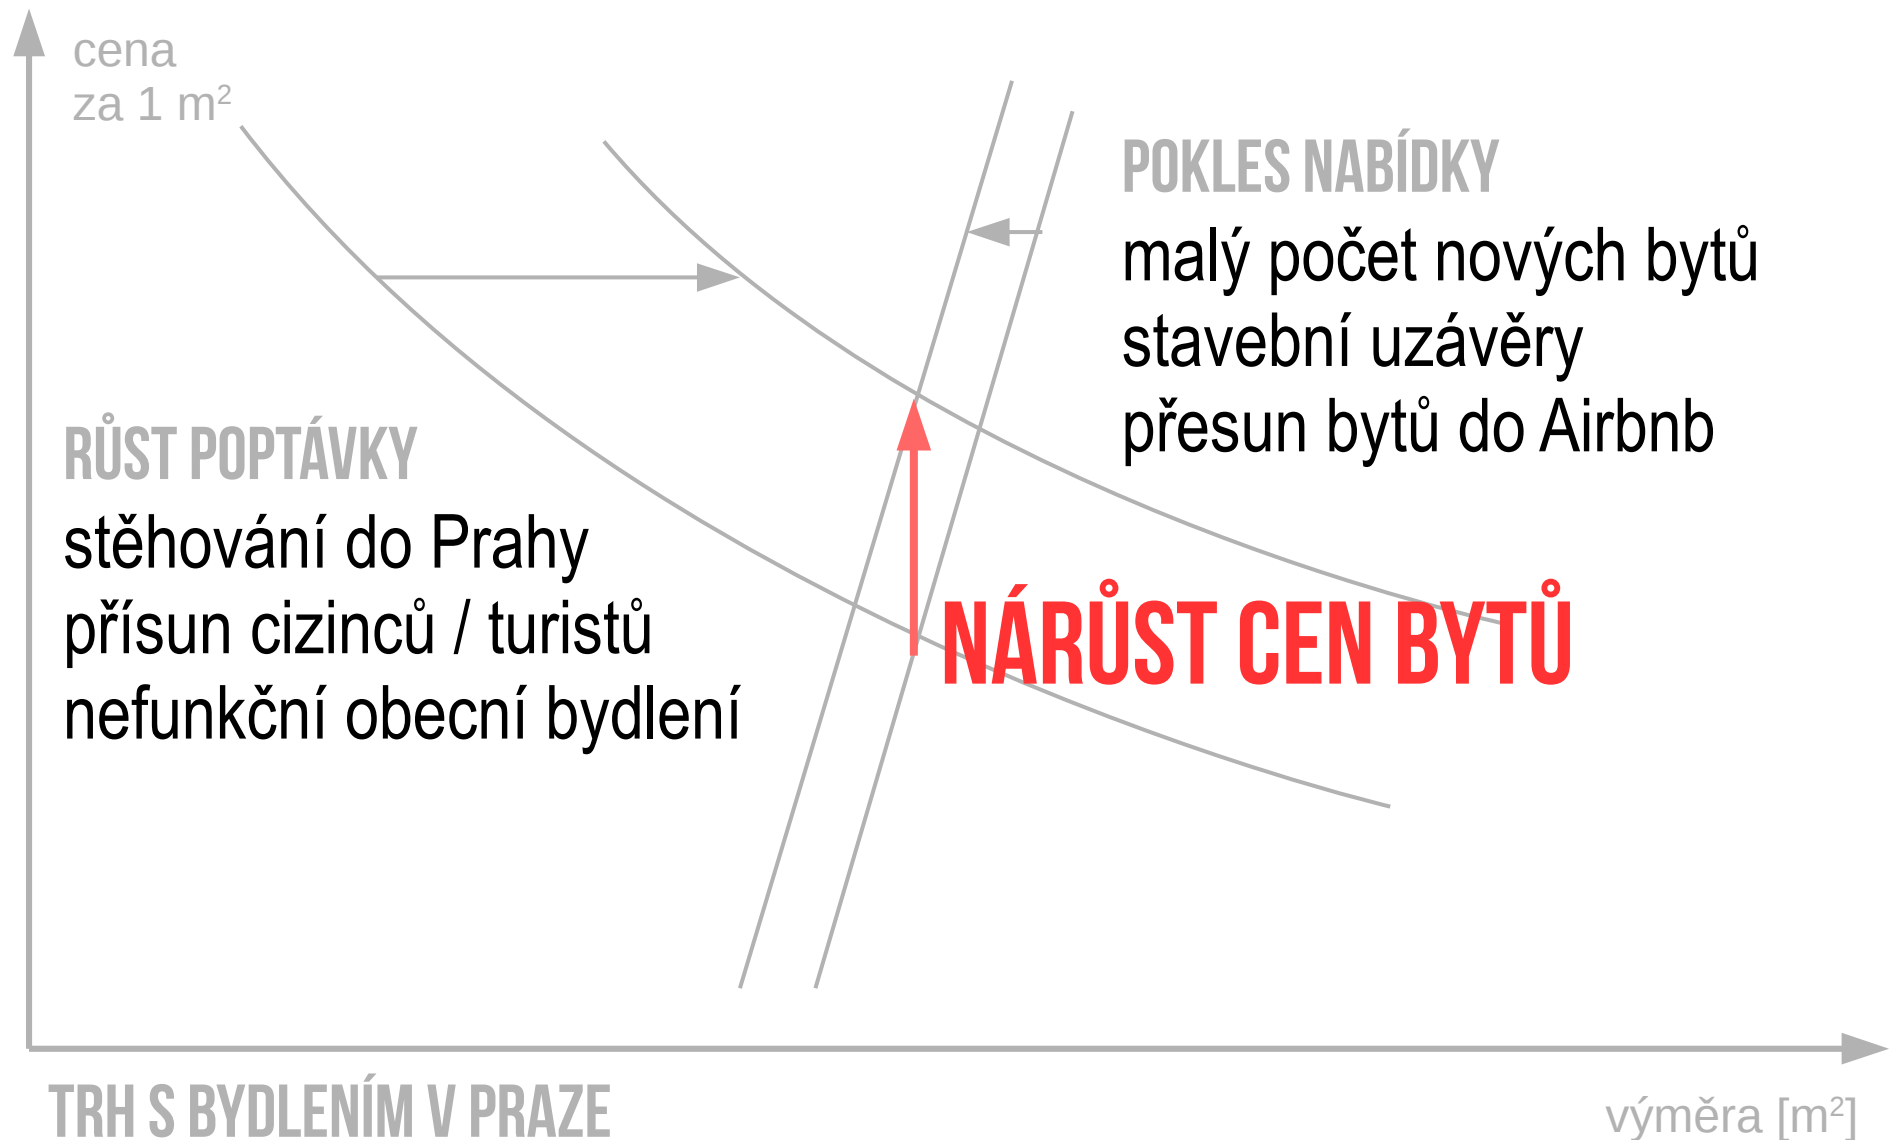 cena
za 1 m²
POKLES NABÍDKY
malý počet nových bytů
stavební uzávěry
přesun bytů do Airbnb
RŮST POPTÁVKY
stěhování do Prahy
přísun cizinců / turistů
nefunkční obecní bydlení
NÁRŮST CEN BYTŮ
TRH S BYDLENÍM V PRAZE
výměra [m²]